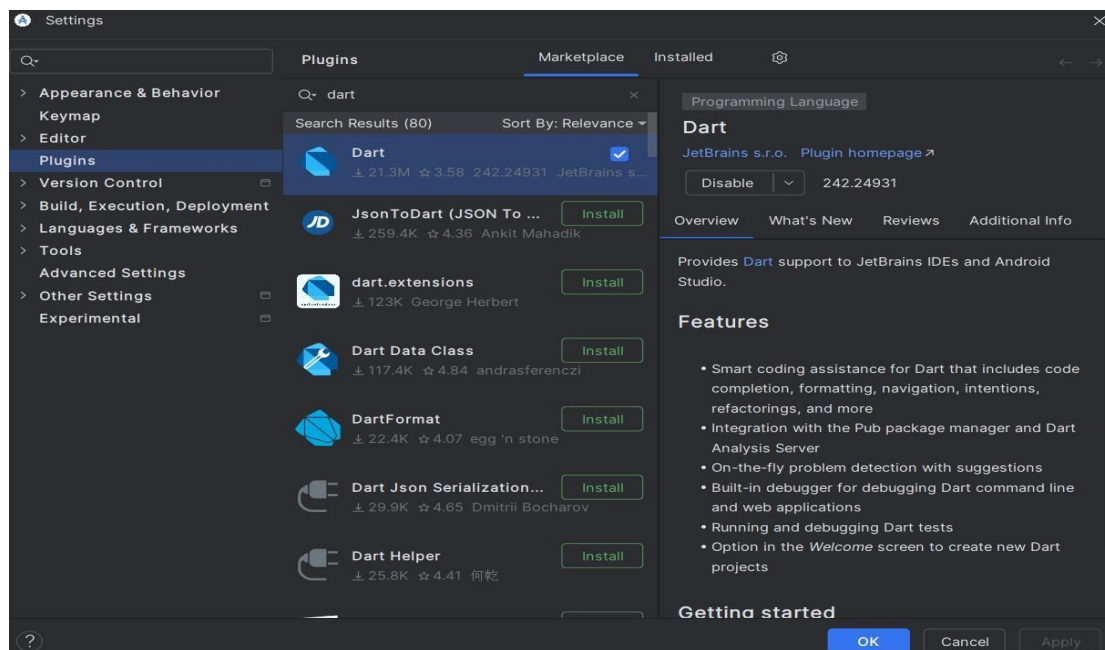 Settings
Appearance & Behavior
Keymap
Editor
Plugins
Version Control
Build, Execution, Deployment
Languages & Frameworks
Tools
Advanced Settings
Other Settings
Experimental
Plugins
Marketplace
Installed
dart
Search Results (80)
Sort By: Relevance
Dart
21.3M 3.58 242.24931 JetBrains s...
JsonToDart (JSON To ...
Install
259.4K 4.36 Ankit Mahadik
dart.extensions
Install
123K George Herbert
Dart Data Class
Install
117.4K 4.84 andrasferenczi
DartFormat
Install
22.4K 4.07 egg 'n stone
Dart Json Serialization...
Install
29.9K 4.65 Dmitrii Bocharov
Dart Helper
Install
25.8K 4.41 何乾
Programming Language
Dart
JetBrains s.r.o. Plugin homepage
Disable
242.24931
Overview
What's New
Reviews
Additional Info
Provides Dart support to JetBrains IDEs and Android
Studio.
Features
• Smart coding assistance for Dart that includes code
completion, formatting, navigation, intentions,
refactorings, and more
• Integration with the Pub package manager and Dart
Analysis Server
• On-the-fly problem detection with suggestions
• Built-in debugger for debugging Dart command line
and web applications
• Running and debugging Dart tests
• Option in the Welcome screen to create new Dart
projects
Getting started
?
OK
Cancel
Apply